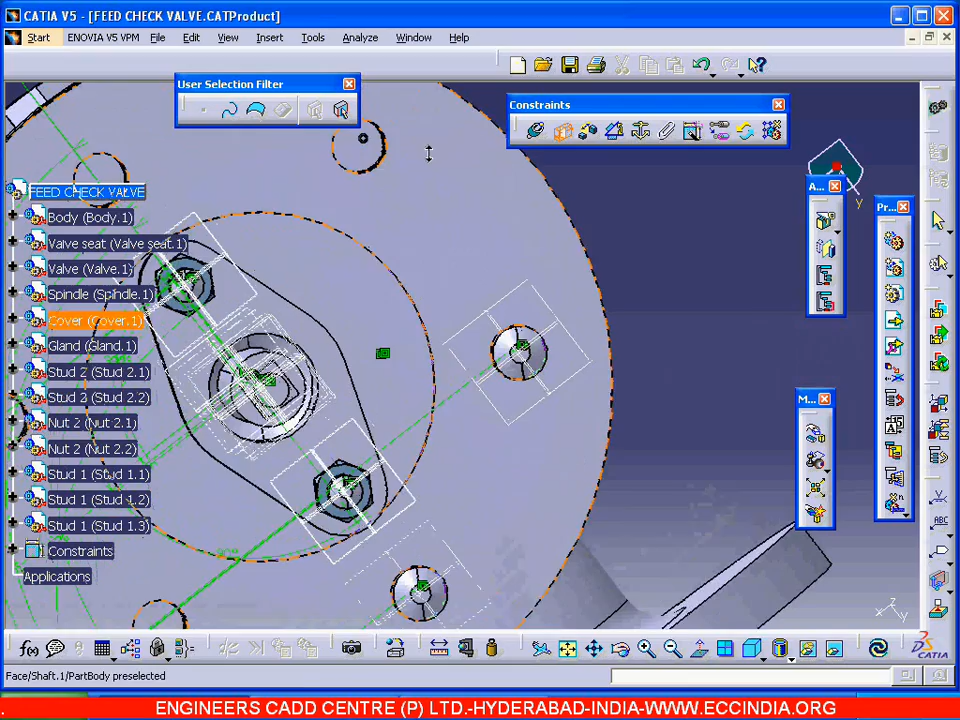 CATIA V5 - [FEED CHECK VALVE.CATProduct]
Start ENOVIA V5 VPM File Edit Insert Tools Analyze Window Help
User Selection Filter
Constraints
A...
y
Pr...
FEED CHECK VALVE
Body (Body.1)
Valve seat (Valve seat.1)
Valve (Valve.1)
Spindle (Spindle.1)
Cover (Cover.1)
Gland (Gland.1)
Stud 2 (Stud 2.1)
Stud 2 (Stud 2.2)
Nut 2 (Nut 2.1)
Nut 2 (Nut 2.2)
Stud 1 (Stud 1.1)
Stud 1 (Stud 1.2)
Stud 1 (Stud 1.3)
Constraints
Applications
M...
ABC
z
x y
f(x)
CATIA
Face/Shaft.1/PartBody preselected
ENGINEERS CADD CENTRE (P) LTD.-HYDERABAD-INDIA-WWW.ECCINDIA.ORG